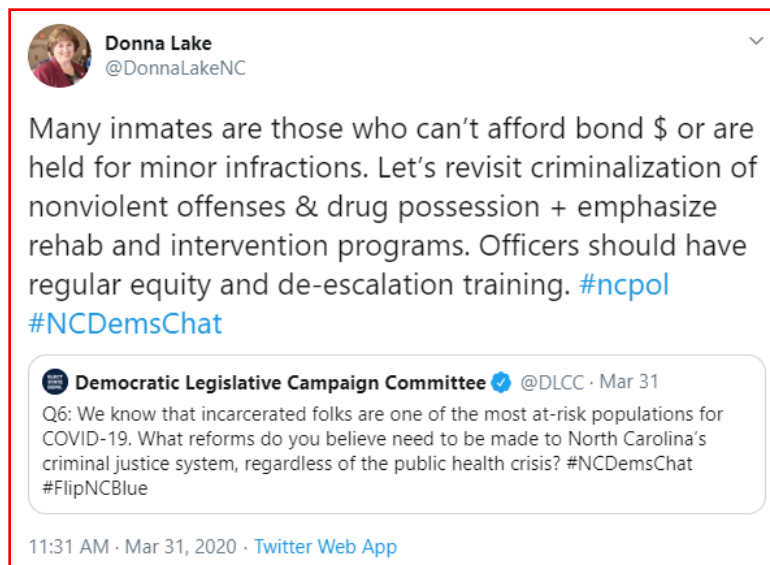 Donna Lake
@DonnaLakeNC
Many inmates are those who can’t afford bond $ or are
held for minor infractions. Let’s revisit criminalization of
nonviolent offenses & drug possession + emphasize
rehab and intervention programs. Officers should have
regular equity and de-escalation training. #ncpol
#NCDemsChat
ELECT
STATE
DEMS.
Democratic Legislative Campaign Committee @DLCC · Mar 31
Q6: We know that incarcerated folks are one of the most at-risk populations for
COVID-19. What reforms do you believe need to be made to North Carolina’s
criminal justice system, regardless of the public health crisis? #NCDemsChat
#FlipNCBlue
11:31 AM · Mar 31, 2020 · Twitter Web App